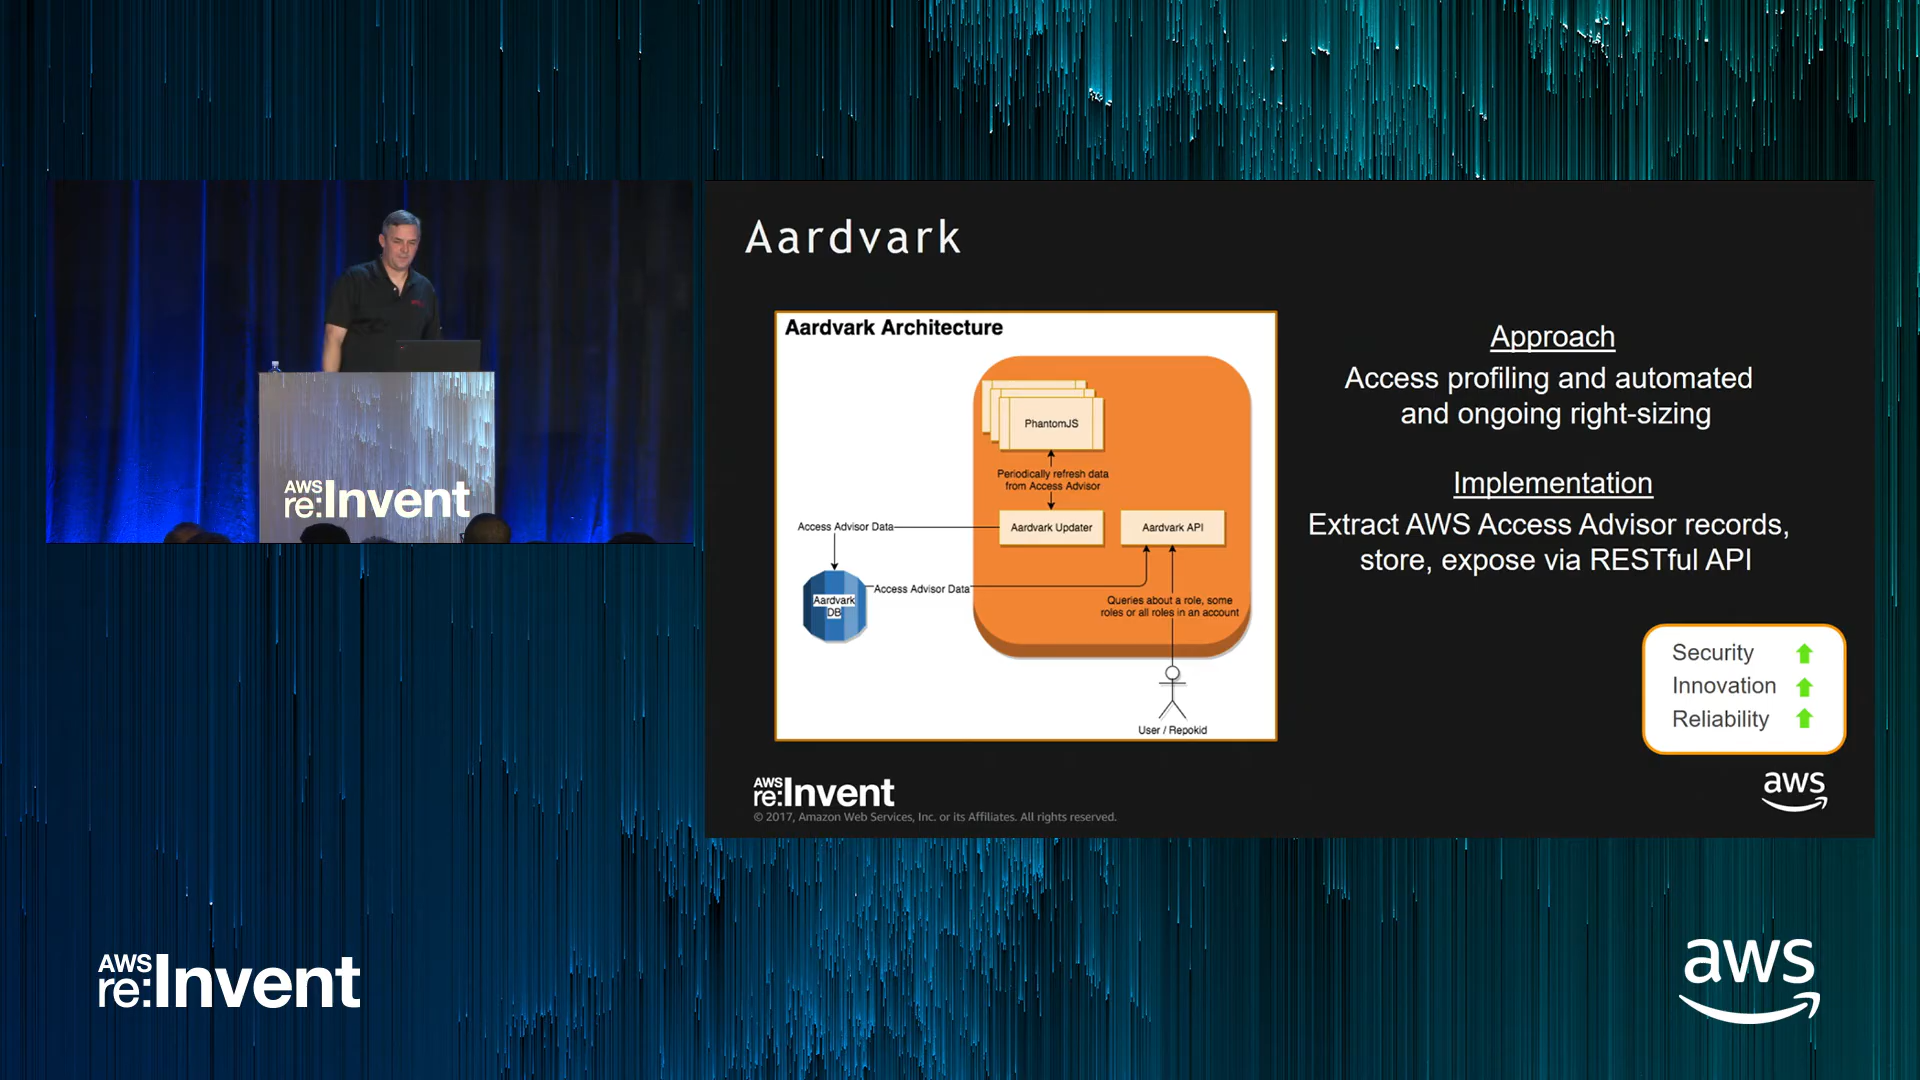 AWS
re:Invent
Aardvark
Aardvark Architecture
PhantomJS
Periodically refresh data
from Access Advisor
Access Advisor Data
Aardvark Updater
Aardvark API
Access Advisor Data
Aardvark
DB
Queries about a role, some
roles or all roles in an account
User / Repokid
Approach
Access profiling and automated
and ongoing right-sizing
Implementation
Extract AWS Access Advisor records,
store, expose via RESTful API
Security
Innovation
Reliability
AWS
re:Invent
© 2017, Amazon Web Services, Inc. or its Affiliates. All rights reserved.
aws
AWS
re:Invent
aws